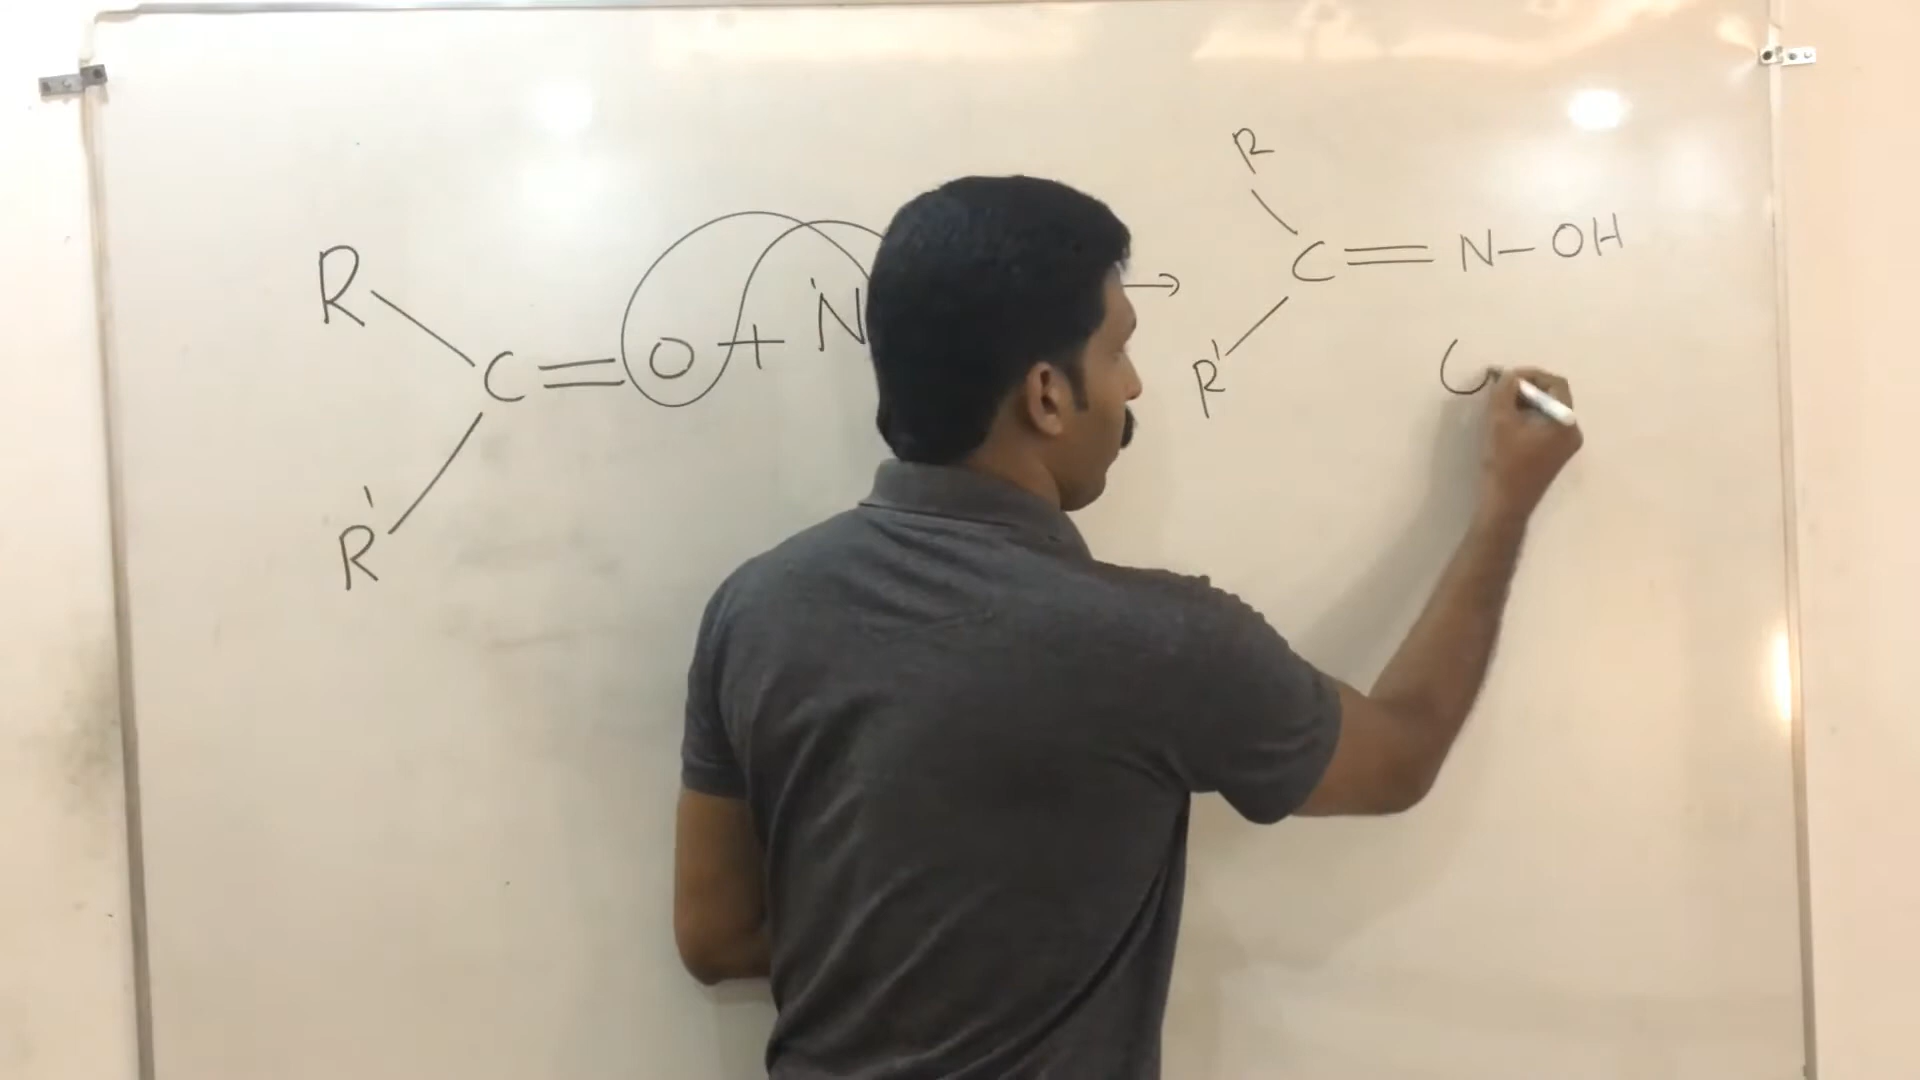 R
C=O + N → C=N-OH
R'
R
R'